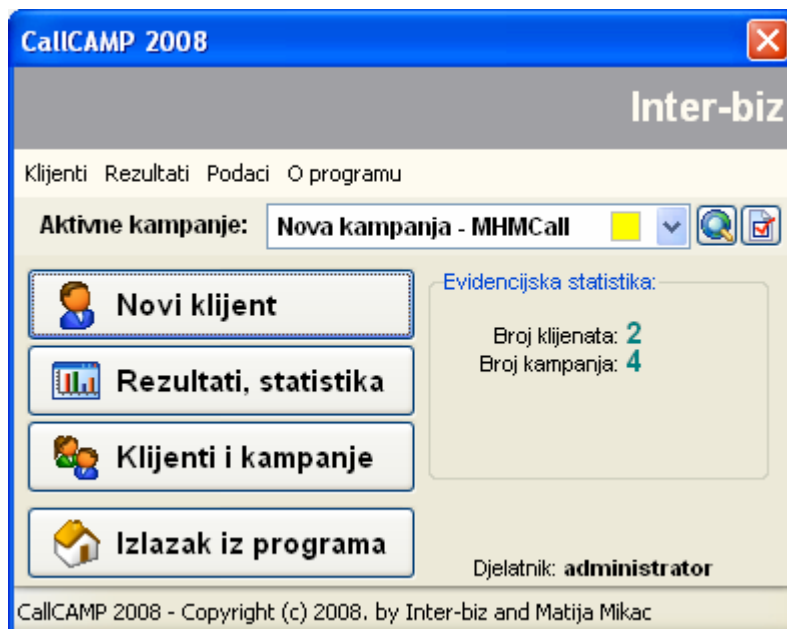 CallCAMP 2008
Inter-biz
Klijenti Rezultati Podaci O programu
Aktivne kampanje: Nova kampanja - MHMCall
Novi klijent
Rezultati, statistika
Klijenti i kampanje
Izlazak iz programa
Evidencijska statistika:
Broj klijenata: 2
Broj kampanja: 4
Djelatnik: administrator
CallCAMP 2008 - Copyright (c) 2008. by Inter-biz and Matija Mikac